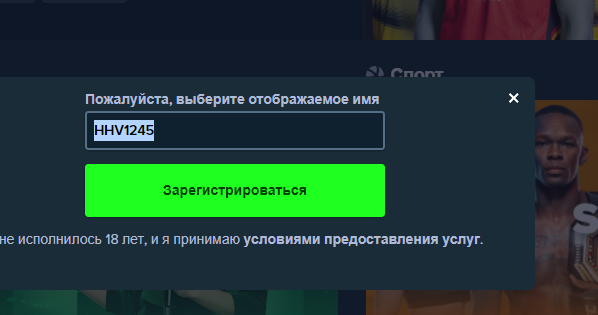 Спорт
Пожалуйста, выберите отображаемое имя
HHV1245
Зарегистрироваться
не исполнилось 18 лет, и я принимаю условиями предоставления услуг.
S